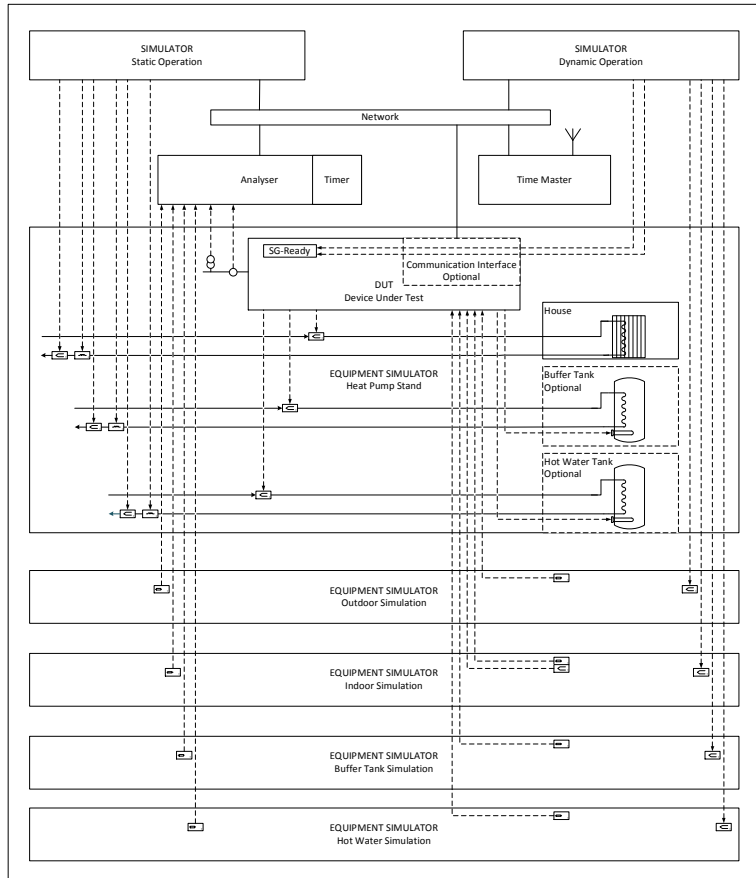 SIMULATOR
Static Operation
SIMULATOR
Dynamic Operation
Network
Analyser
Timer
Time Master
SG-Ready
Communication Interface
Optional
DUT
Device Under Test
House
EQUIPMENT SIMULATOR
Heat Pump Stand
Buffer Tank
Optional
Hot Water Tank
Optional
EQUIPMENT SIMULATOR
Outdoor Simulation
EQUIPMENT SIMULATOR
Indoor Simulation
EQUIPMENT SIMULATOR
Buffer Tank Simulation
EQUIPMENT SIMULATOR
Hot Water Simulation